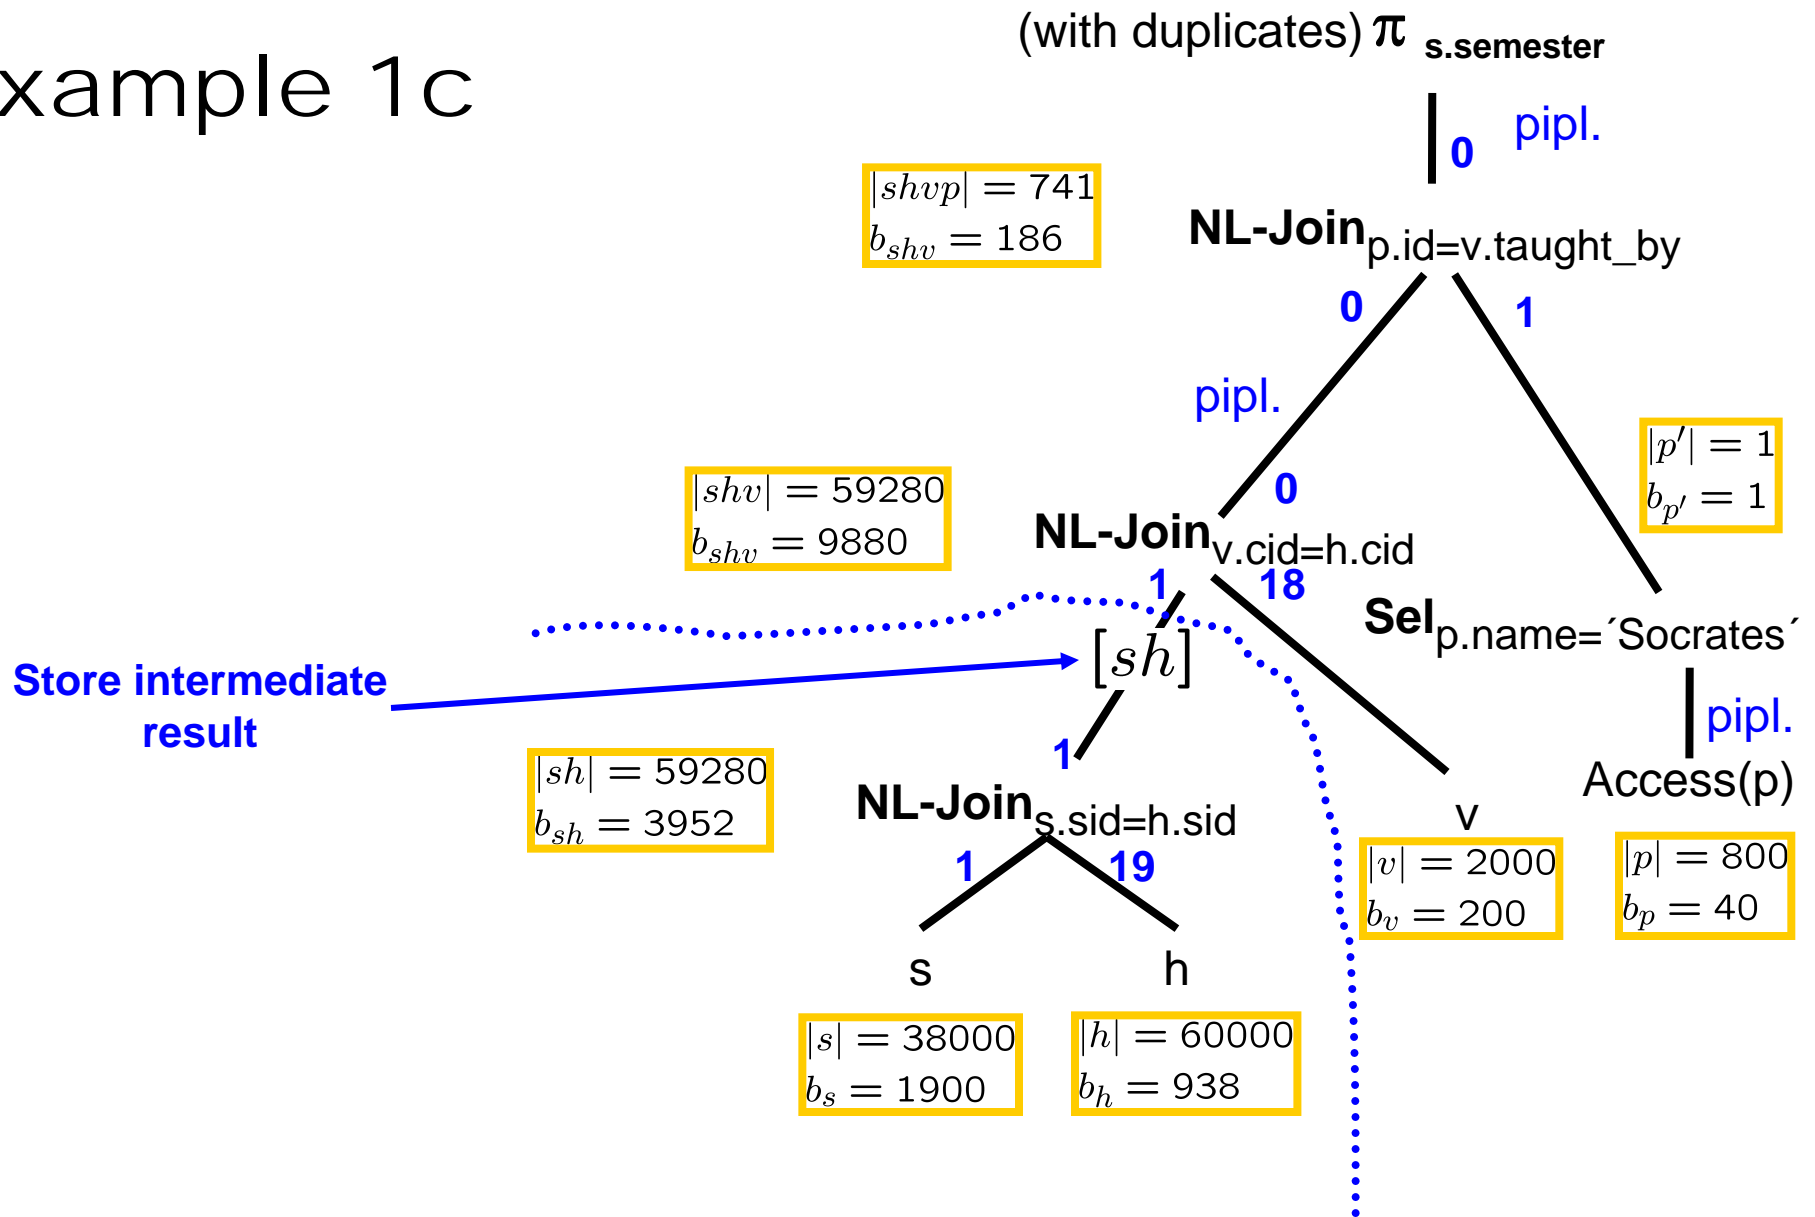 xample 1c
(with duplicates) π s.semester
pipl.
0
|shvp| = 741
b_shv = 186
NL-Join p.id=v.taught_by
0
1
pipl.
|p′| = 1
b_p′ = 1
|shv| = 59280
b_shv = 9880
0
NL-Join v.cid=h.cid
1
18
Sel p.name=´Socrates´
[sh]
Store intermediate
result
pipl.
1
|sh| = 59280
b_sh = 3952
NL-Join s.sid=h.sid
Access(p)
v
1
19
|v| = 2000
b_v = 200
|p| = 800
b_p = 40
s
h
|s| = 38000
b_s = 1900
|h| = 60000
b_h = 938